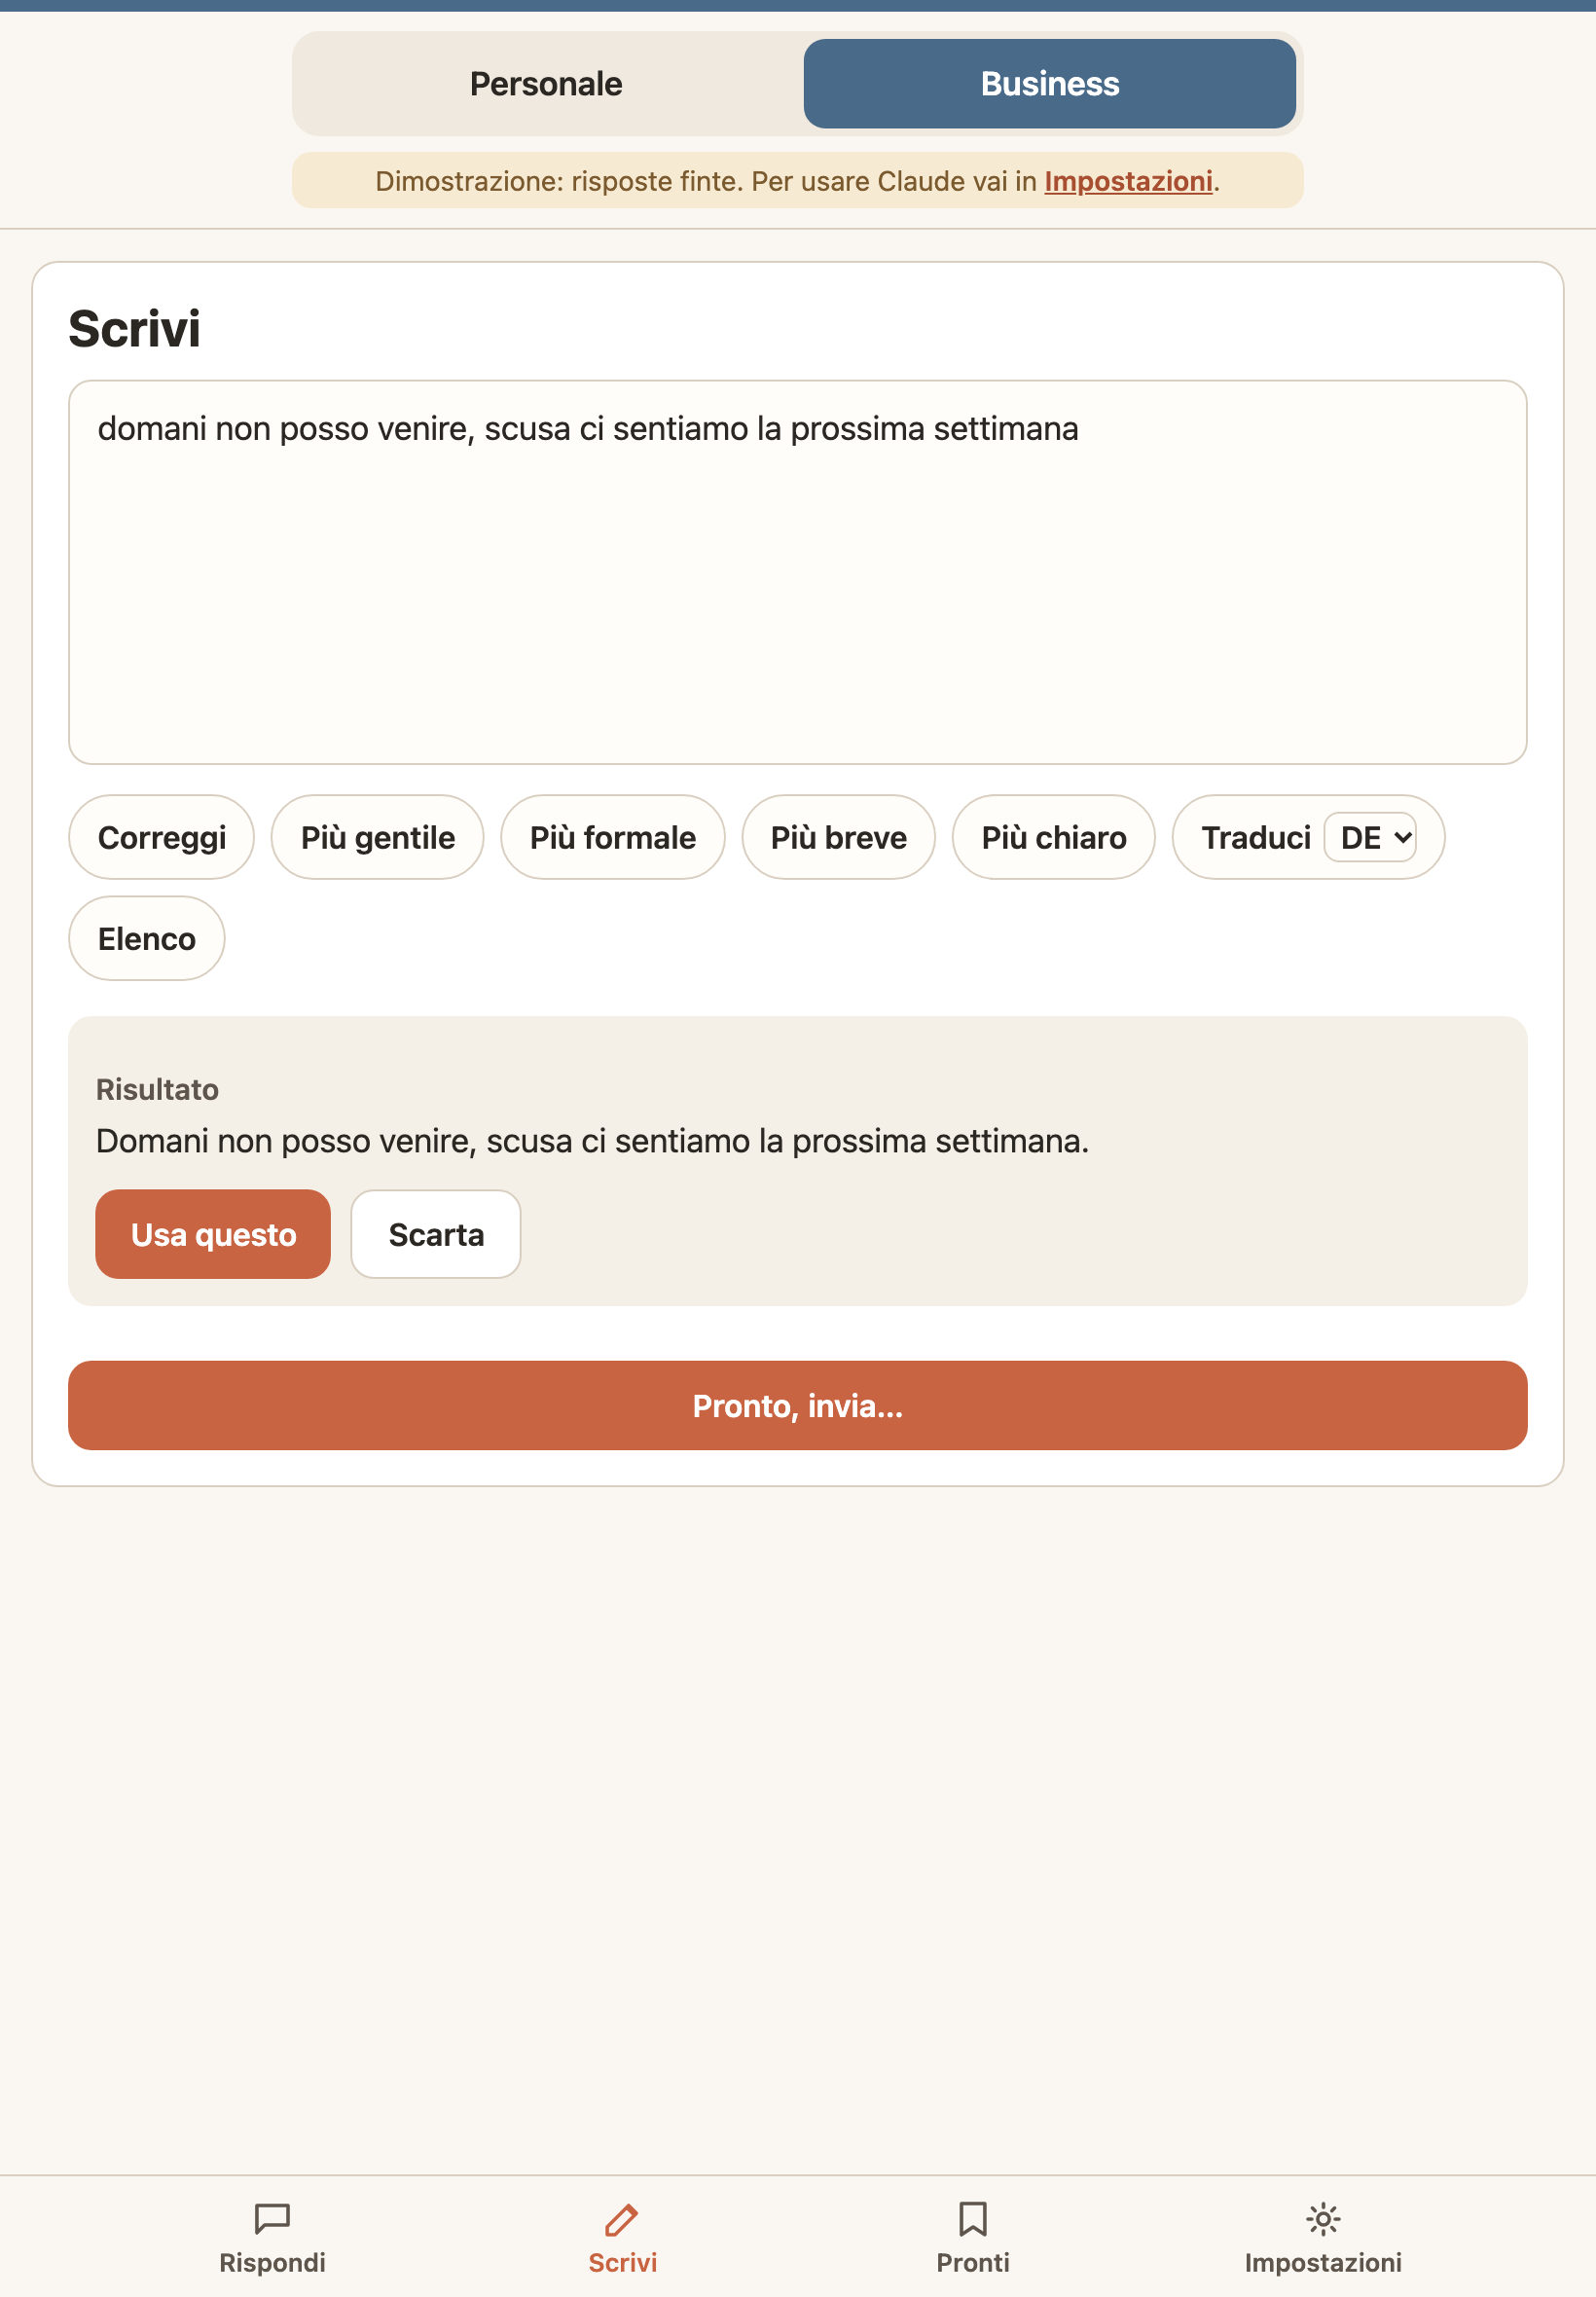 Personale
Business
Dimostrazione: risposte finte. Per usare Claude vai in Impostazioni.
Scrivi
domani non posso venire, scusa ci sentiamo la prossima settimana
Correggi
Più gentile
Più formale
Più breve
Più chiaro
Traduci DE
Elenco
Risultato
Domani non posso venire, scusa ci sentiamo la prossima settimana.
Usa questo
Scarta
Pronto, invia...
Rispondi
Scrivi
Pronti
Impostazioni